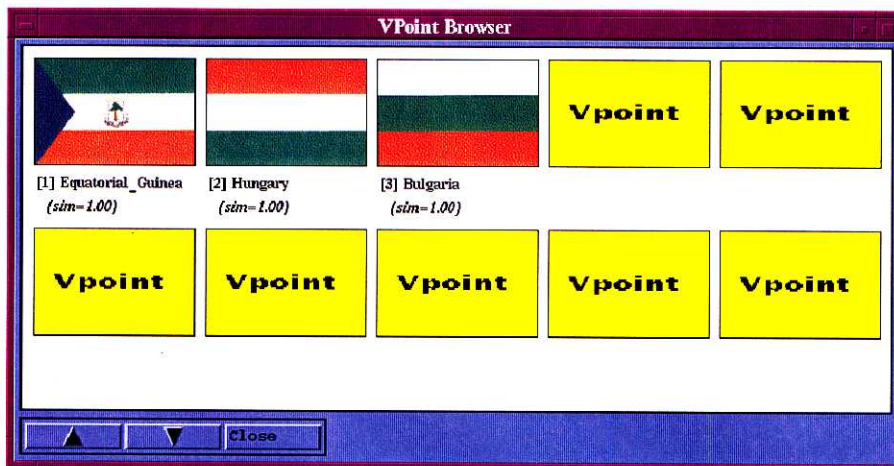 VPoint Browser
Vpoint Vpoint
[1] Equatorial_Guinea [2] Hungary [3] Bulgaria
(sim=1.00) (sim=1.00) (sim=1.00)
Vpoint Vpoint Vpoint Vpoint Vpoint
Close